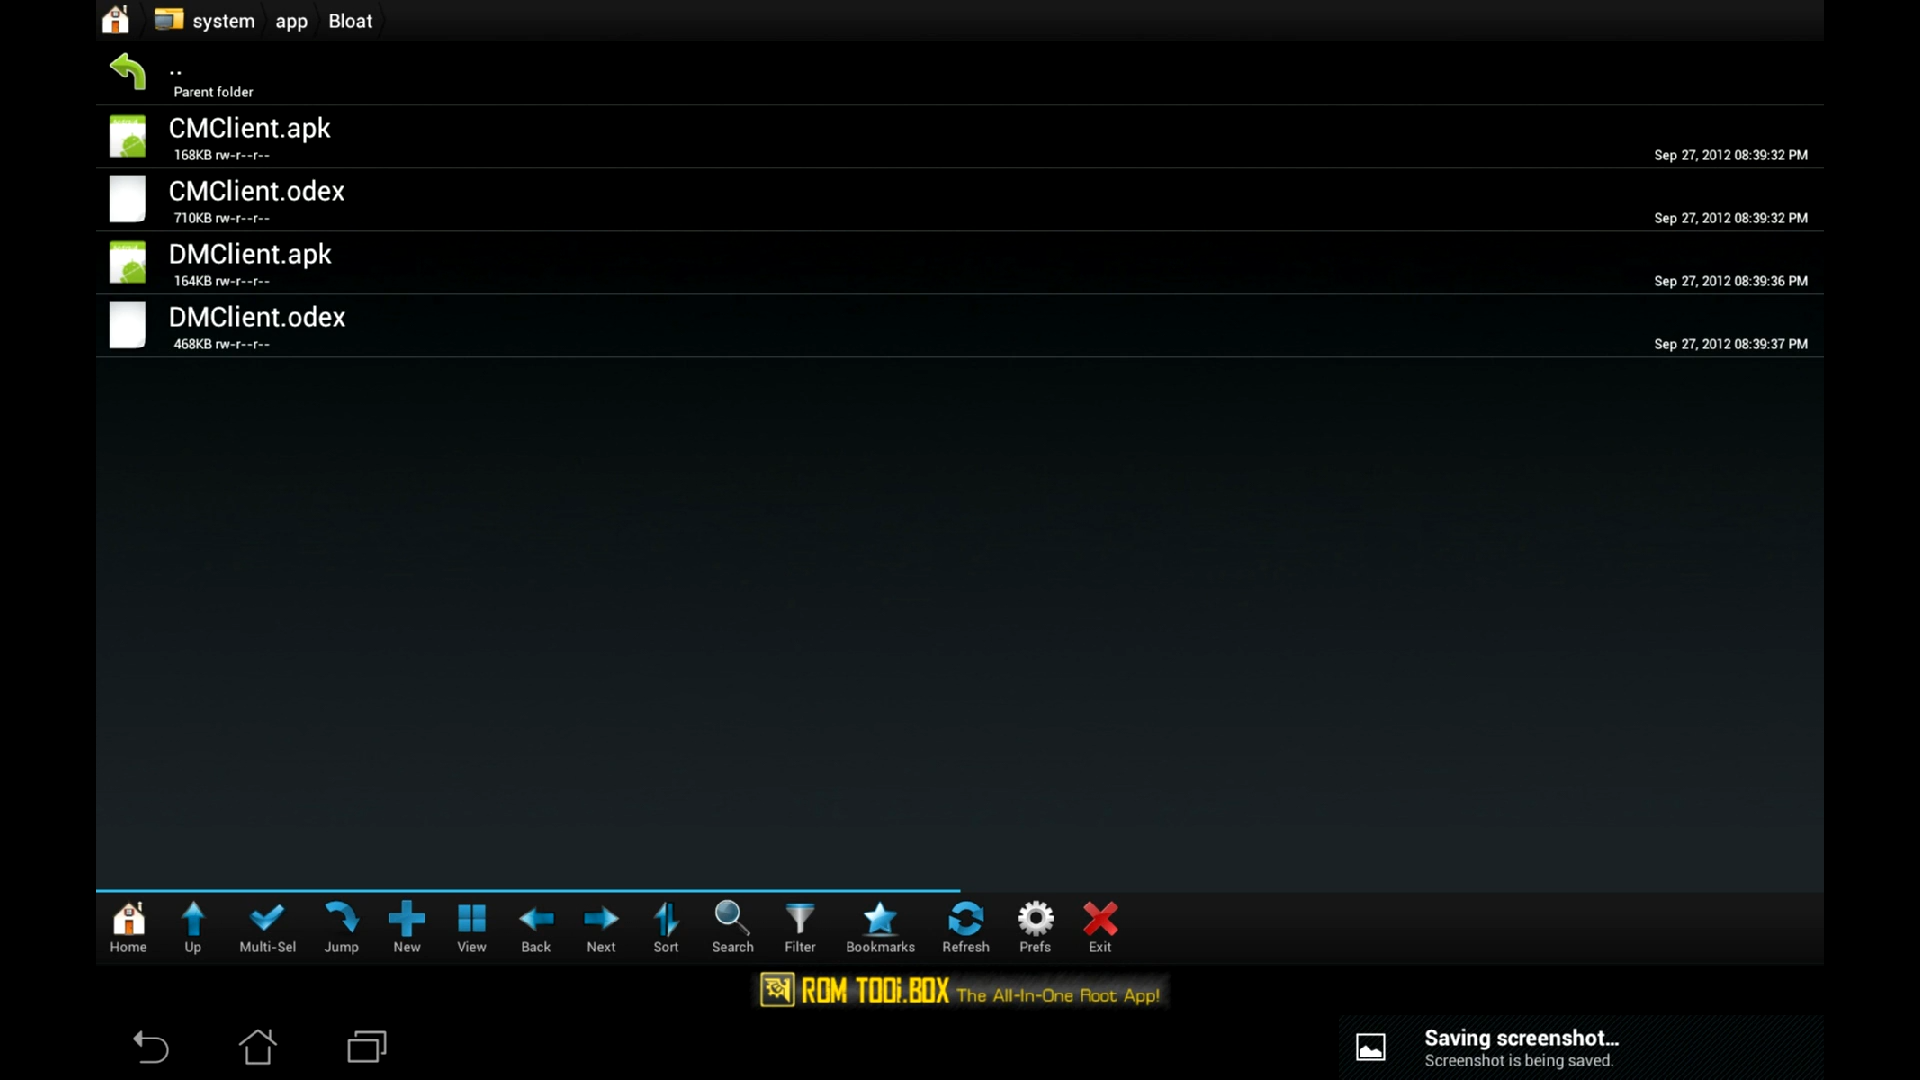 system app Bloat
..
Parent folder
CMClient.apk
168KB rw-r--r--
Sep 27, 2012 08:39:32 PM
CMClient.odex
710KB rw-r--r--
Sep 27, 2012 08:39:32 PM
DMClient.apk
164KB rw-r--r--
Sep 27, 2012 08:39:36 PM
DMClient.odex
468KB rw-r--r--
Sep 27, 2012 08:39:37 PM
Home Up Multi-Sel Jump New View Back Next Sort Search Filter Bookmarks Refresh Prefs Exit
ROM TOOLBOX The All-In-One Root App!
Saving screenshot...
Screenshot is being saved.